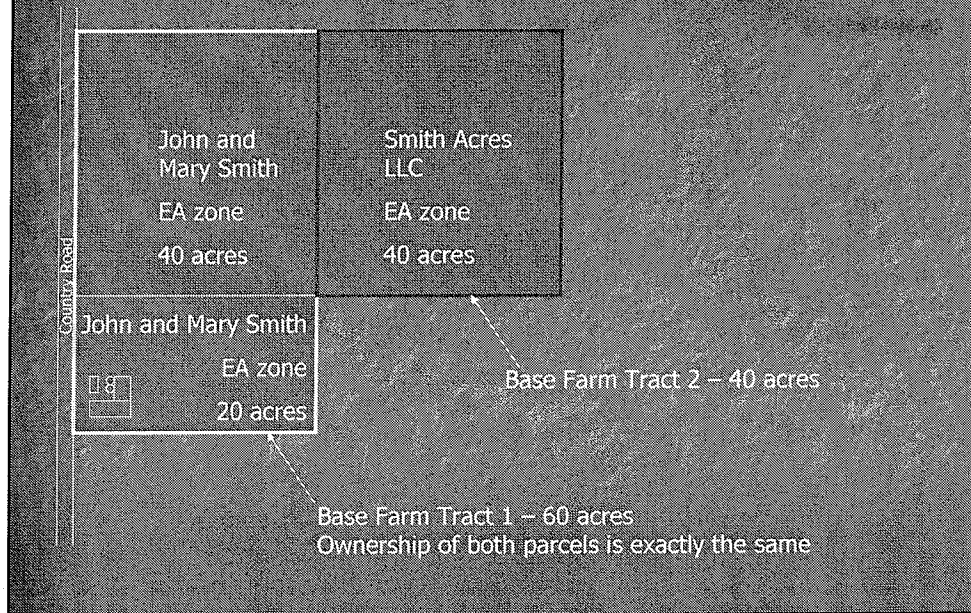 John and
Mary Smith
EA zone
40 acres
Smith Acres
LLC
EA zone
40 acres
Country Road
John and Mary Smith
EA zone
20 acres
Base Farm Tract 2 – 40 acres
Base Farm Tract 1 – 60 acres
Ownership of both parcels is exactly the same